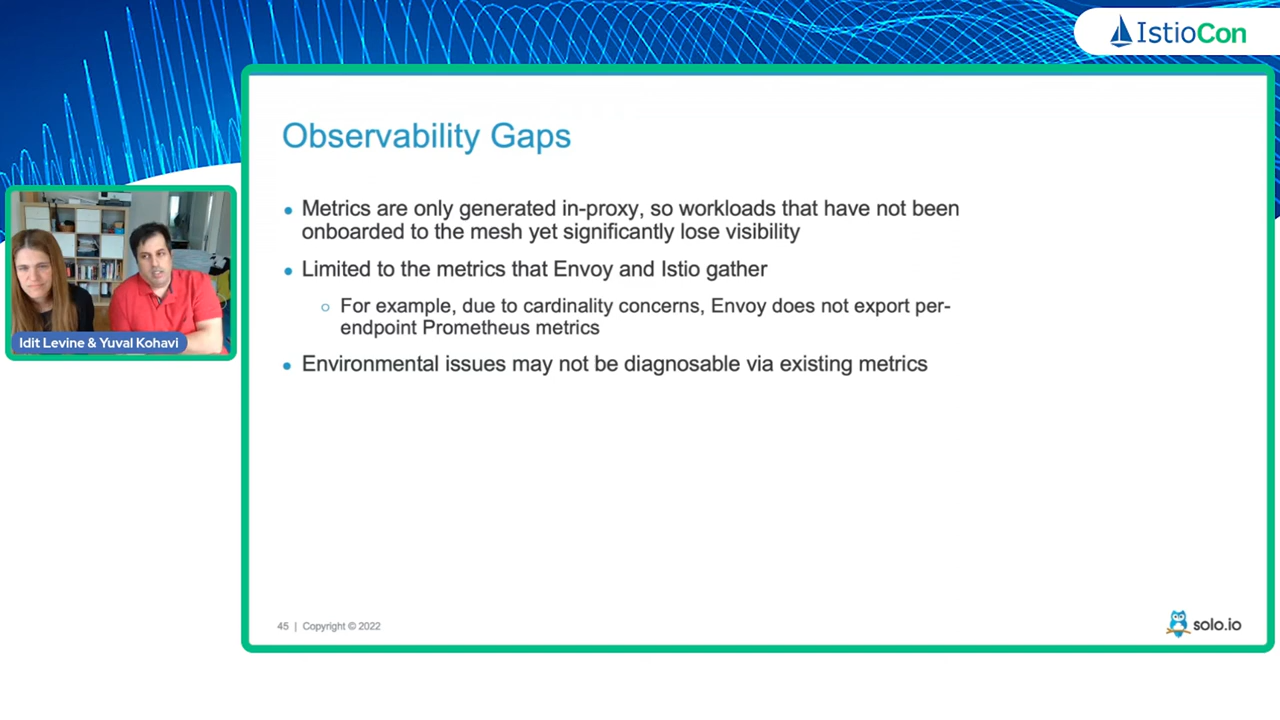 IstioCon
Observability Gaps
• Metrics are only generated in-proxy, so workloads that have not been
onboarded to the mesh yet significantly lose visibility
• Limited to the metrics that Envoy and Istio gather
○ For example, due to cardinality concerns, Envoy does not export per-
endpoint Prometheus metrics
• Environmental issues may not be diagnosable via existing metrics
Idit Levine & Yuval Kohavi
45 | Copyright © 2022
solo.io